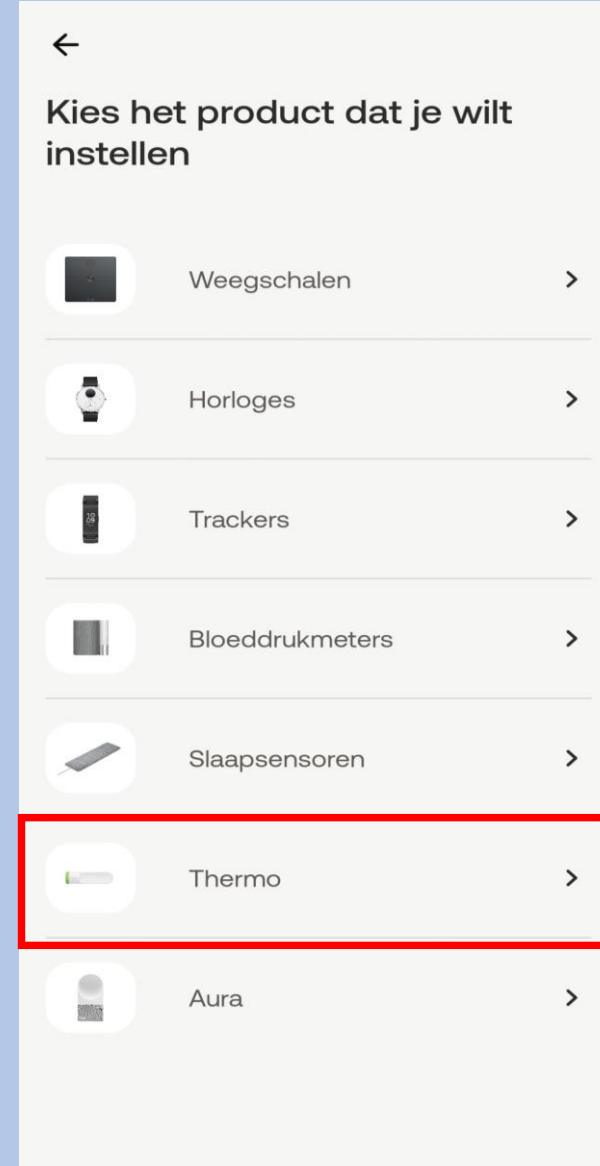 Kies het product dat je wilt
instellen
Weegschalen
Horloges
Trackers
Bloeddrukmeters
Slaapsensoren
Thermo
Aura